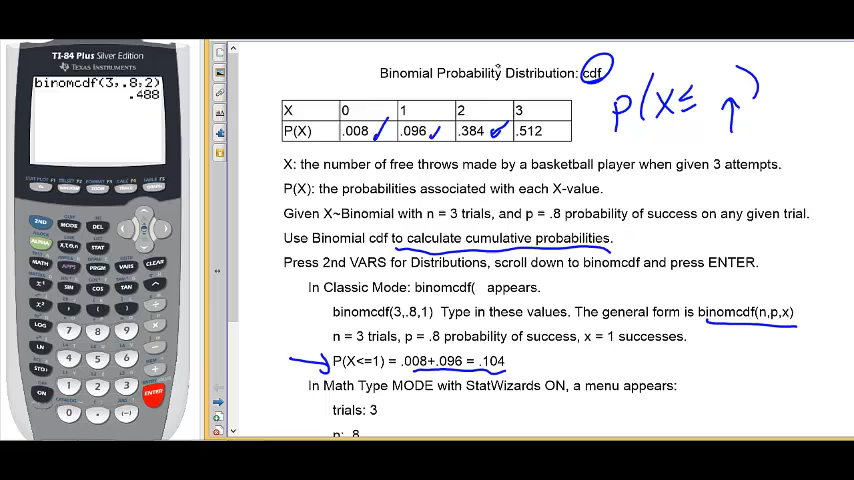 TI-84 Plus Silver Edition
TEXAS INSTRUMENTS
binomcdf(3,.8,2)
.488
2ND MODE DEL
ALPHA X,T,θ,n STAT
MATH APPS PRGM VARS CLEAR
SIN COS TAN
LOG 7 8 9
LN 4 5 6
STO 1 2 3
ON 0 . (-) ENTER
Binomial Probability Distribution: cdf
P(X≤ ↑)
X 0 1 2 3
P(X) .008 .096 .384 .512
X: the number of free throws made by a basketball player when given 3 attempts.
P(X): the probabilities associated with each X-value.
Given X~Binomial with n = 3 trials, and p = .8 probability of success on any given trial.
Use Binomial cdf to calculate cumulative probabilities.
Press 2nd VARS for Distributions, scroll down to binomcdf and press ENTER.
In Classic Mode: binomcdf( appears.
binomcdf(3,.8,1) Type in these values. The general form is binomcdf(n,p,x)
n = 3 trials, p = .8 probability of success, x = 1 successes.
P(X<=1) = .008+.096 = .104
In Math Type MODE with StatWizards ON, a menu appears:
trials: 3
p: .8